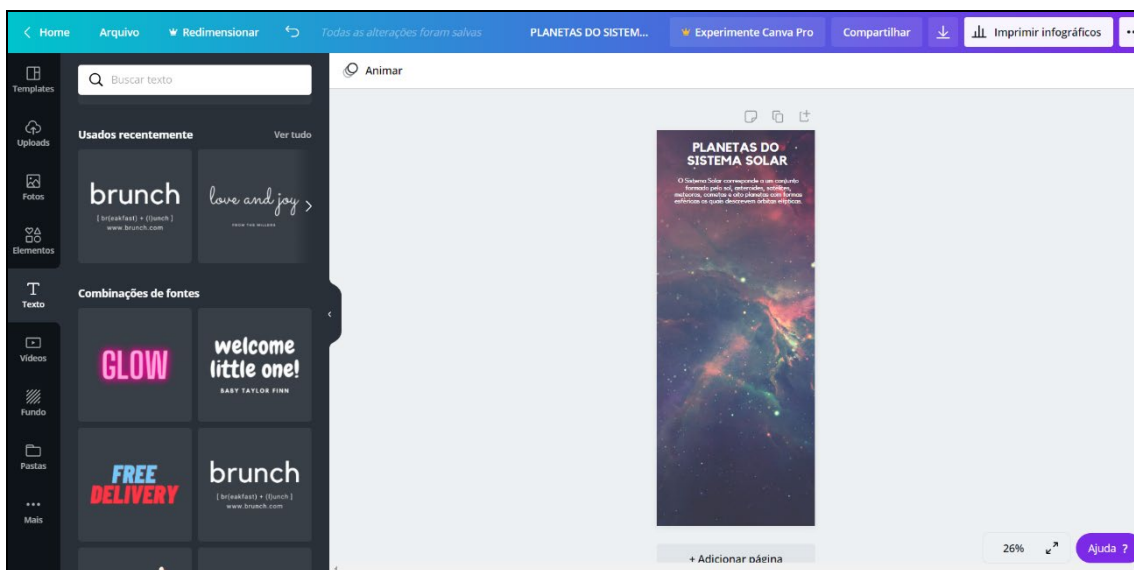 Home
Arquivo
Redimensionar
Todas as alterações foram salvas
PLANETAS DO SISTEM...
Experimente Canva Pro
Compartilhar
Imprimir infográficos
Templates
Uploads
Fotos
Elementos
Texto
Vídeos
Fundo
Pastas
Mais
Buscar texto
Usados recentemente
Ver tudo
brunch
[ br(eakfast) + (l)unch ]
www.brunch.com
love and joy
Combinações de fontes
GLOW
welcome
little one!
BABY TAYLOR FINN
FREE
DELIVERY
brunch
[ br(eakfast) + (l)unch ]
www.brunch.com
Animar
PLANETAS DO
SISTEMA SOLAR
O Sistema Solar corresponde a um conjunto
formado pelo sol, asteroides, satélites,
meteoros, cometas e oito planetas com formas
esféricas os quais descrevem órbitas elípticas.
+ Adicionar página
26%
Ajuda ?